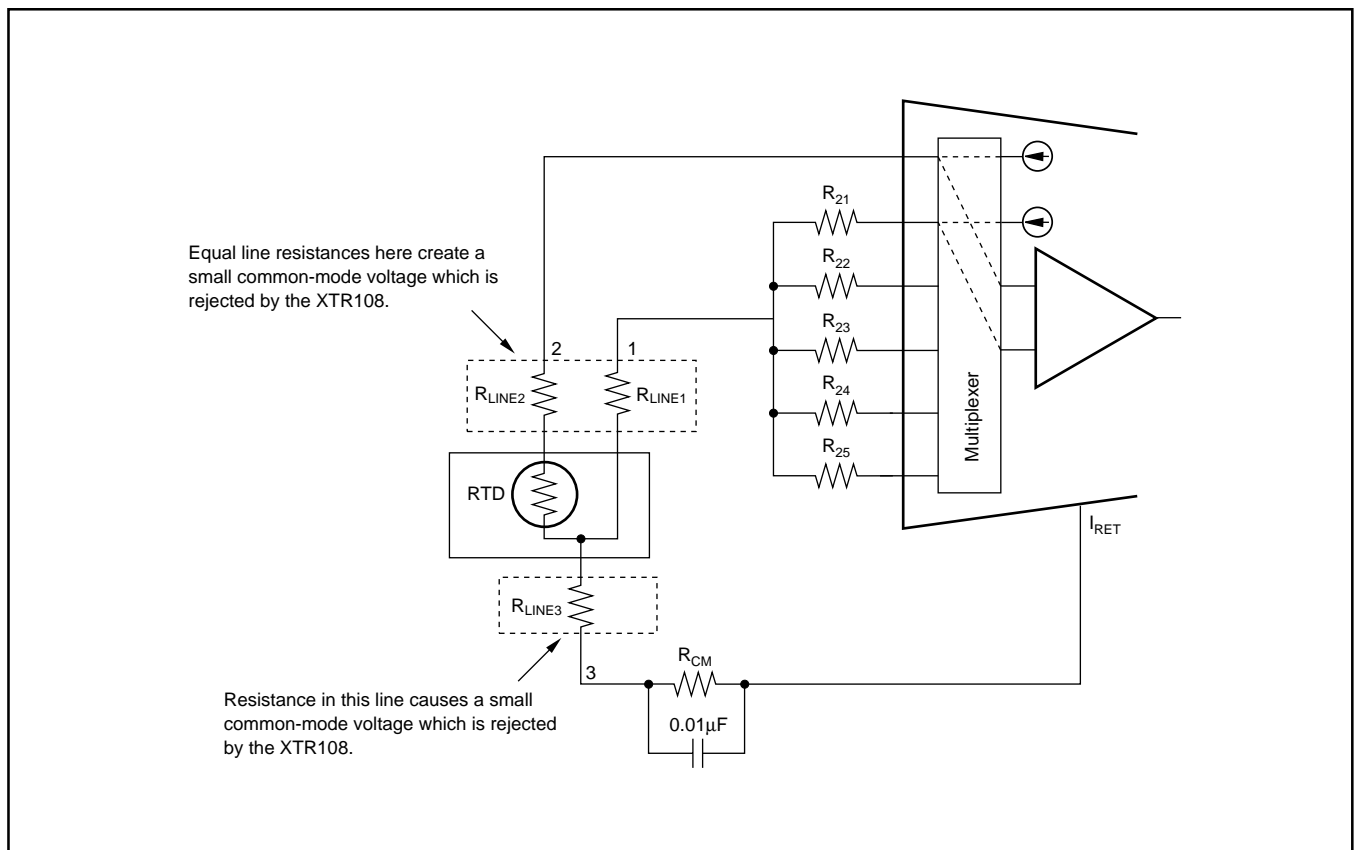 R21
R22
Equal line resistances here create a
small common-mode voltage which is
rejected by the XTR108.
R23
2
1
R24
RLINE2
RLINE1
R25
Multiplexer
RTD
IRET
RLINE3
RCM
3
Resistance in this line causes a small
common-mode voltage which is rejected
by the XTR108.
0.01µF